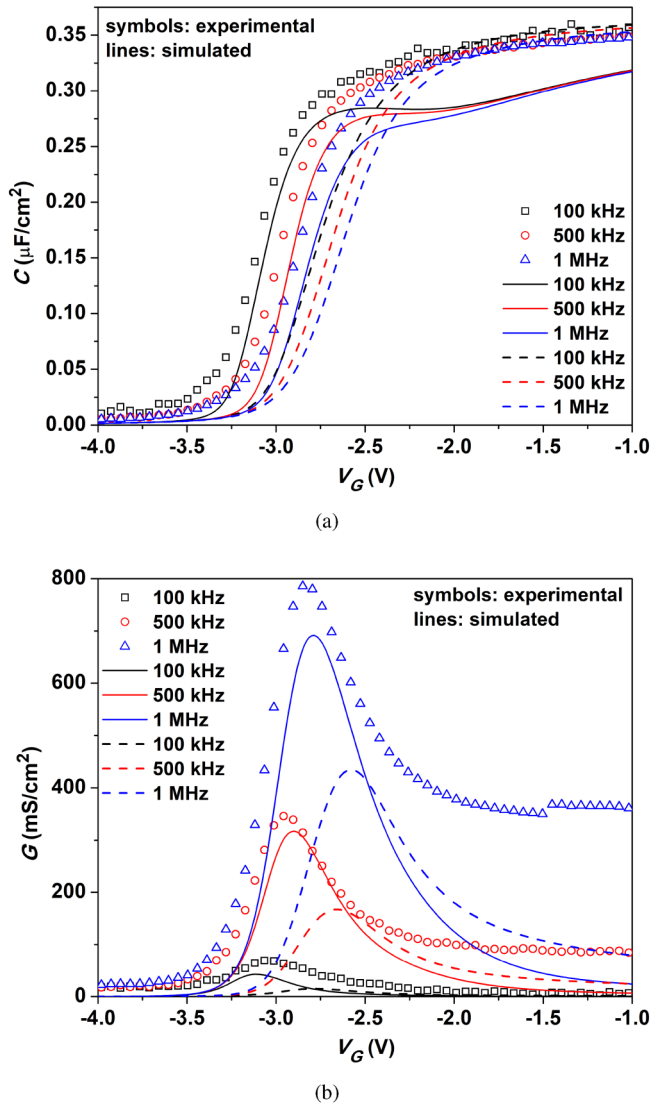 symbols: experimental
lines: simulated
0.35
0.30
0.25
0.20
0.15
0.10
0.05
0.00
C (μF/cm²)
100 kHz
500 kHz
1 MHz
100 kHz
500 kHz
1 MHz
100 kHz
500 kHz
1 MHz
-4.0 -3.5 -3.0 -2.5 -2.0 -1.5 -1.0
V_G (V)
(a)
800
600
400
200
0
G (mS/cm²)
100 kHz
500 kHz
1 MHz
100 kHz
500 kHz
1 MHz
100 kHz
500 kHz
1 MHz
symbols: experimental
lines: simulated
-4.0 -3.5 -3.0 -2.5 -2.0 -1.5 -1.0
V_G (V)
(b)